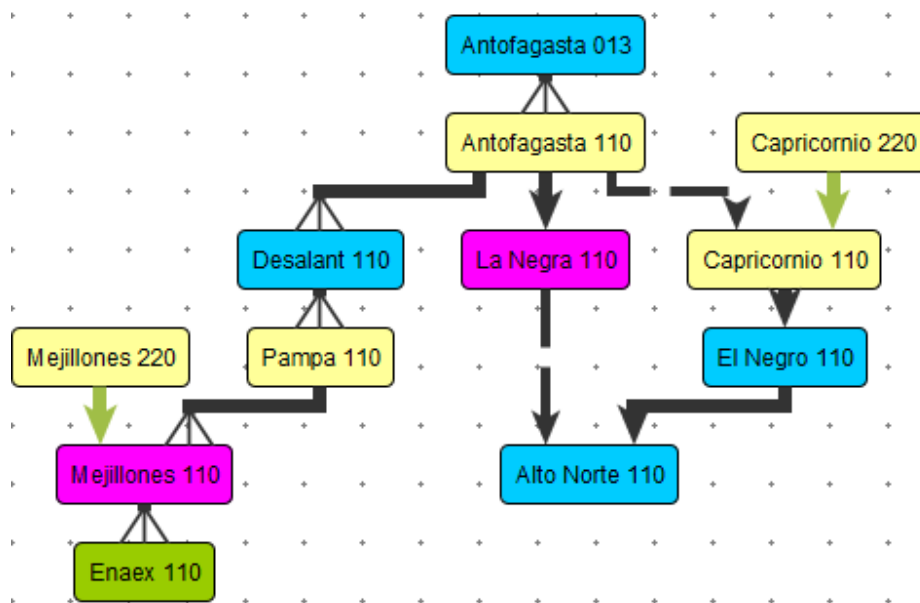 Antofagasta 013
Antofagasta 110
Capricornio 220
Desalant 110
La Negra 110
Capricornio 110
Mejillones 220
Pampa 110
El Negro 110
Mejillones 110
Alto Norte 110
Enaex 110